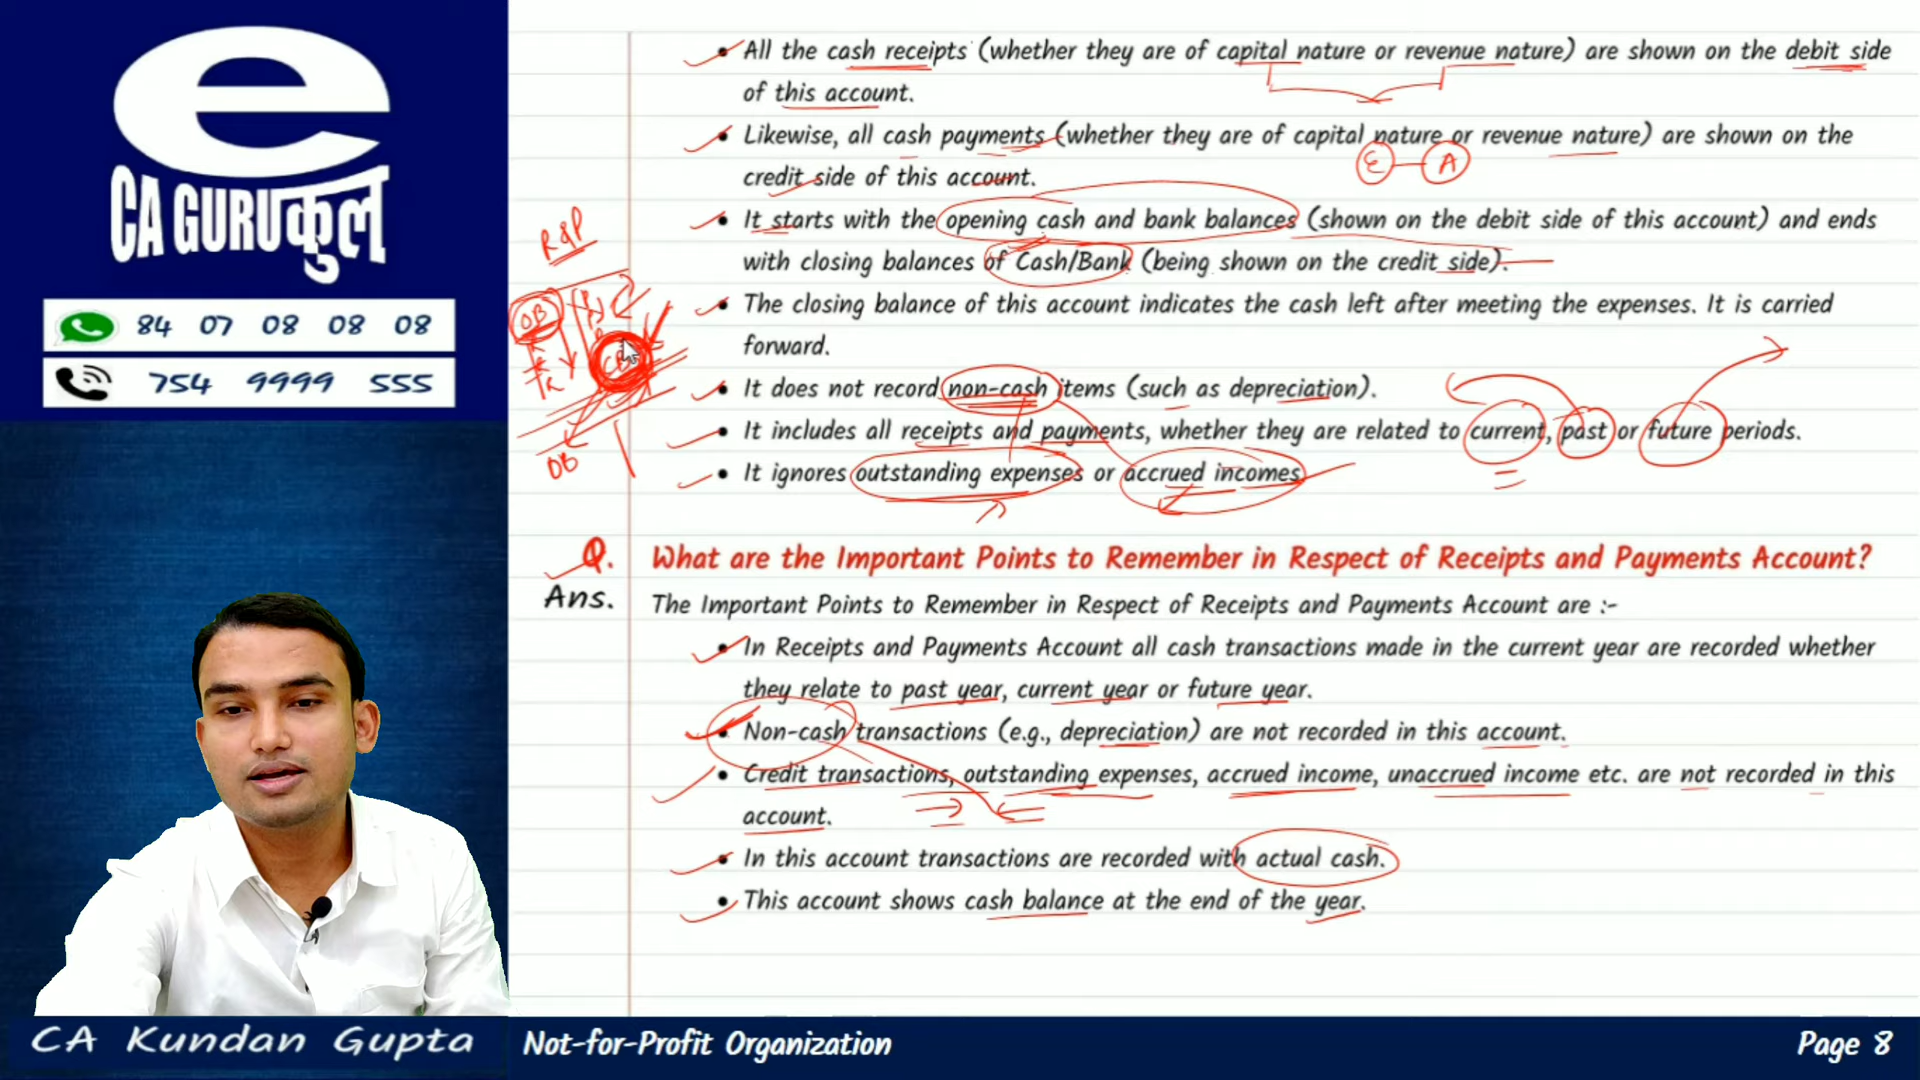 e
CA GURUकुल
84 07 08 08 08
754 9999 555
All the cash receipts (whether they are of capital nature or revenue nature) are shown on the debit side
of this account.
Likewise, all cash payments (whether they are of capital nature or revenue nature) are shown on the
E A
credit side of this account.
It starts with the opening cash and bank balances (shown on the debit side of this account) and ends
R&P
with closing balances of Cash/Bank (being shown on the credit side).
The closing balance of this account indicates the cash left after meeting the expenses. It is carried
OB
forward.
CB
It does not record non-cash items (such as depreciation).
It includes all receipts and payments, whether they are related to current, past or future periods.
OB
It ignores outstanding expenses or accrued incomes
Q. What are the Important Points to Remember in Respect of Receipts and Payments Account?
Ans. The Important Points to Remember in Respect of Receipts and Payments Account are :-
In Receipts and Payments Account all cash transactions made in the current year are recorded whether
they relate to past year, current year or future year.
Non-cash transactions (e.g., depreciation) are not recorded in this account.
Credit transactions, outstanding expenses, accrued income, unaccrued income etc. are not recorded in this
account.
In this account transactions are recorded with actual cash.
This account shows cash balance at the end of the year.
CA Kundan Gupta
Not-for-Profit Organization
Page 8